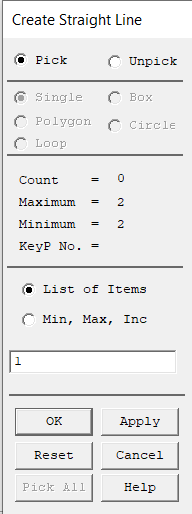 Create Straight Line
Pick Unpick
Single Box
Polygon Circle
Loop
Count = 0
Maximum = 2
Minimum = 2
KeyP No. =
List of Items
Min, Max, Inc
1
OK Apply
Reset Cancel
Pick All Help